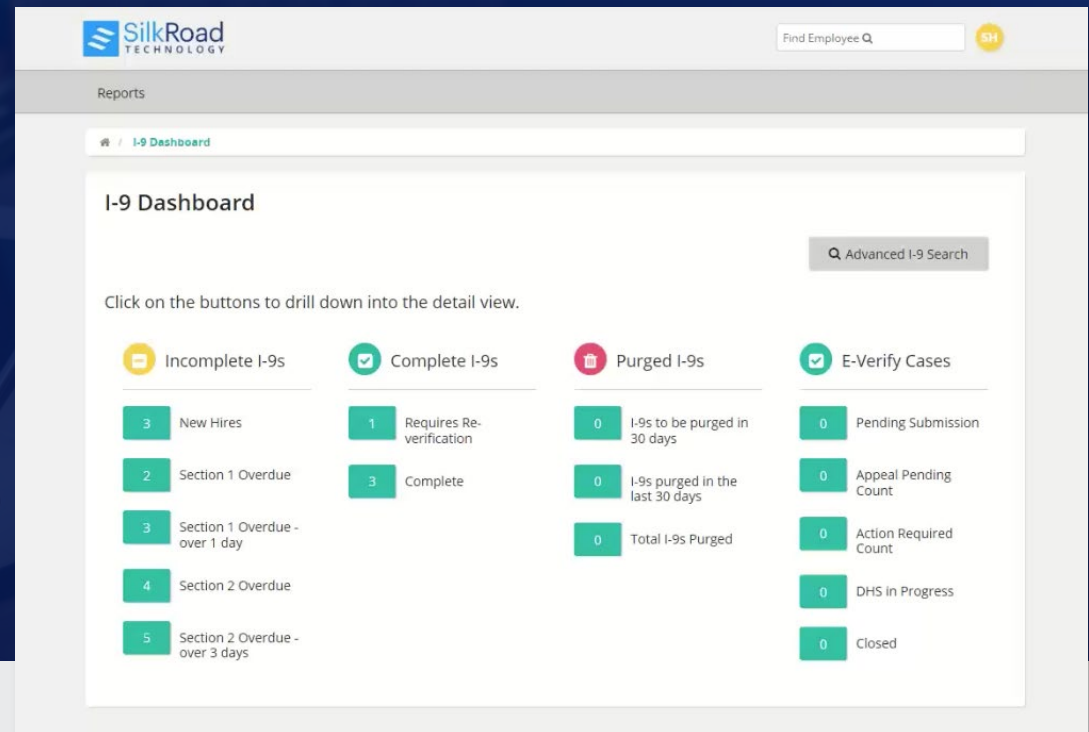 SilkRoad
TECHNOLOGY
Find Employee
SH
Reports
/ I-9 Dashboard
I-9 Dashboard
Advanced I-9 Search
Click on the buttons to drill down into the detail view.
Incomplete I-9s
3 New Hires
2 Section 1 Overdue
3 Section 1 Overdue -
over 1 day
4 Section 2 Overdue
5 Section 2 Overdue -
over 3 days
Complete I-9s
1 Requires Re-
verification
3 Complete
Purged I-9s
0 I-9s to be purged in
30 days
0 I-9s purged in the
last 30 days
0 Total I-9s Purged
E-Verify Cases
0 Pending Submission
0 Appeal Pending
Count
0 Action Required
Count
0 DHS in Progress
0 Closed